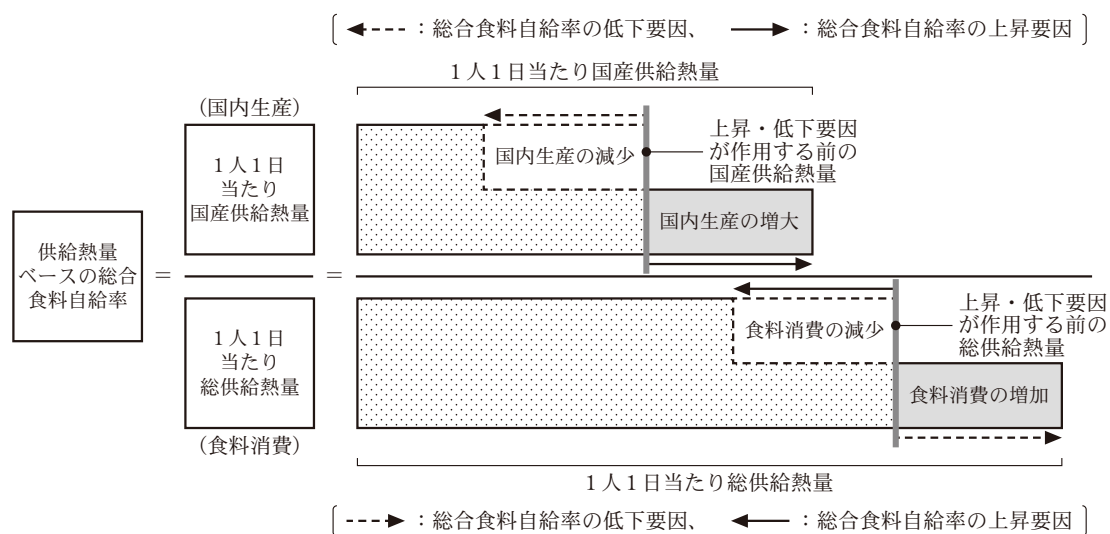 〔 ：総合食料自給率の低下要因、 ：総合食料自給率の上昇要因〕
１人１日当たり国産供給熱量
（国内生産）
１人１日
当たり
国産供給熱量
国内生産の減少
上昇・低下要因
が作用する前の
国産供給熱量
国内生産の増大
供給熱量
ベースの総合
食料自給率
＝
＝
１人１日
当たり
総供給熱量
（食料消費）
食料消費の減少
上昇・低下要因
が作用する前の
総供給熱量
食料消費の増加
１人１日当たり総供給熱量
〔 ：総合食料自給率の低下要因、 ：総合食料自給率の上昇要因〕